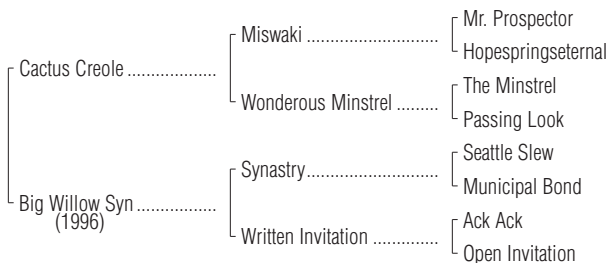 Mr. Prospector
Miswaki ..............................
Hopespringseternal
Cactus Creole ....................
The Minstrel
Wonderous Minstrel .........
Passing Look
Seattle Slew
Synastry..............................
Municipal Bond
Big Willow Syn ..................
(1996)
Ack Ack
Written Invitation ...............
Open Invitation